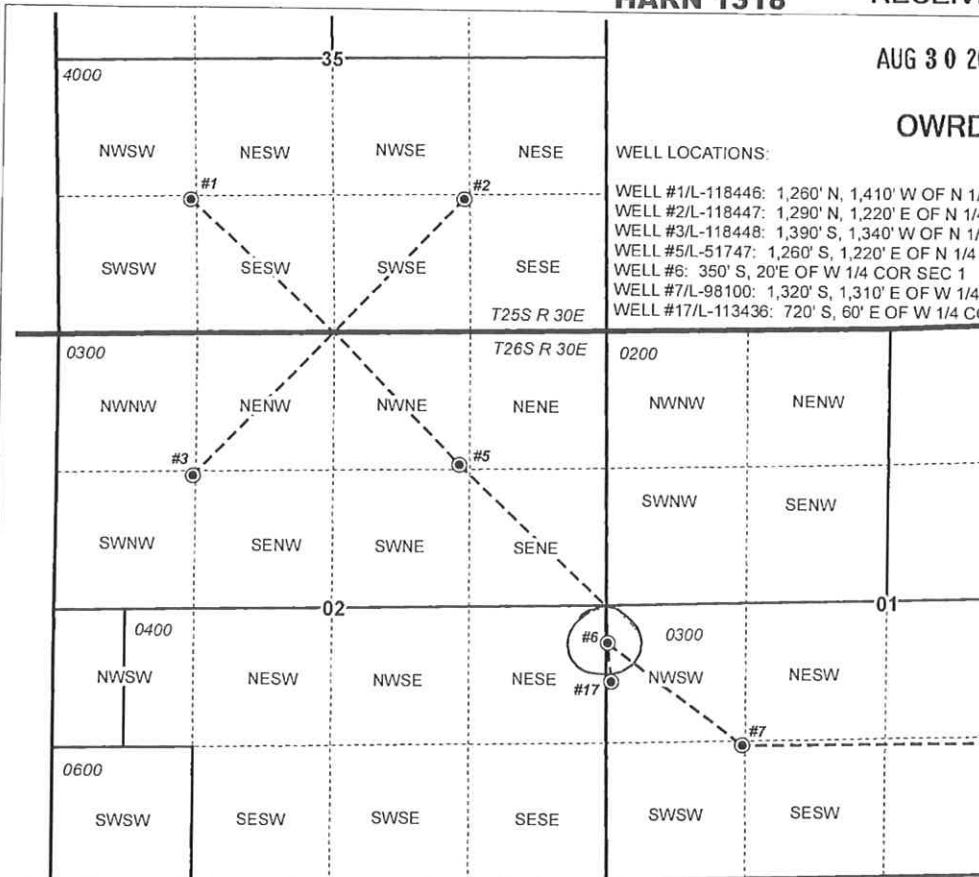 HARN 1318
AUG 30
OWRD
35
4000
NWSW NESW NWSE NESE
WELL LOCATIONS:
#1 #2
WELL #1/L-118446: 1,260' N, 1,410' W OF N
WELL #2/L-118447: 1,290' N, 1,220' E OF N 1/4
WELL #3/L-118448: 1,390' S, 1,340' W OF N
WELL #5/L-51747: 1,260' S, 1,220' E OF N 1/4
WELL #6: 350' S, 20'E OF W 1/4 COR SEC 1
WELL #7/L-98100: 1,320' S, 1,310' E OF W 1/4
WELL #17/L-113436: 720' S, 60' E OF W 1/4
SWSW SESW SWSE SESE
T25S R 30E
T26S R 30E
0300 0200
NWNW NENW NWNE NENE NWNW NENW
#3 #5
SWNW SENW SWNE SENE SWNW SENW
02 01
0400 #6 0300
NWSW NESW NWSE NESE #17 NWSW NESW
#7
0600
SWSW SESW SWSE SESE SWSW SESW